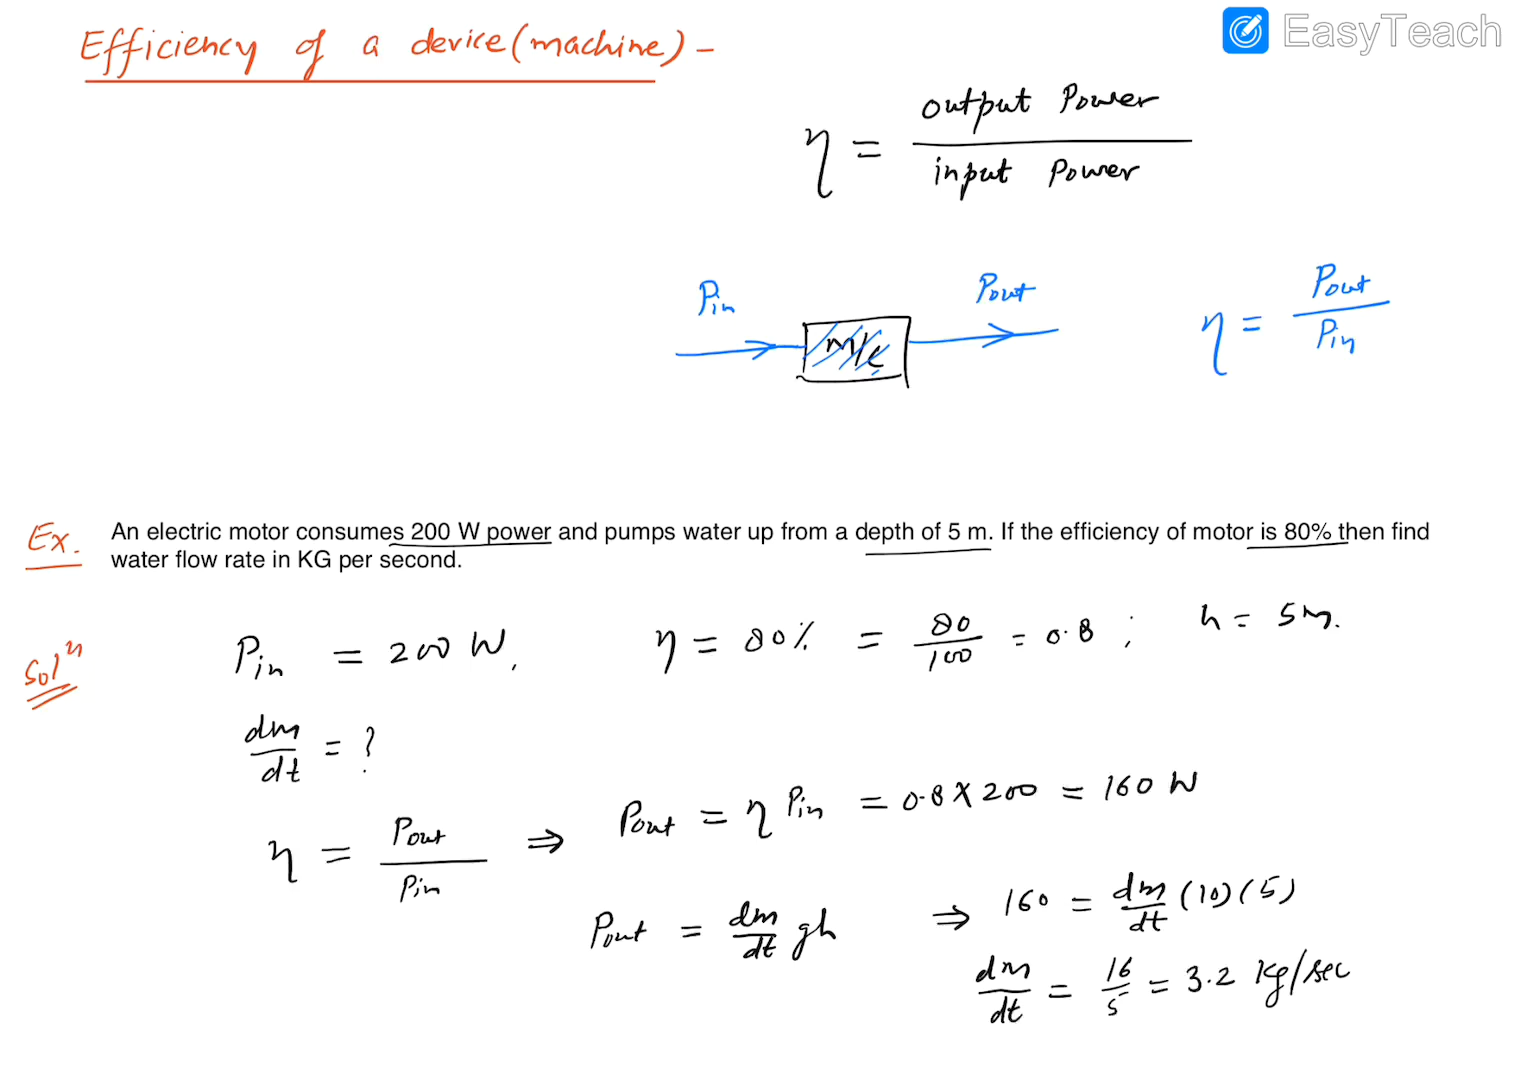 Efficiency of a device (machine) -
EasyTeach
η = output Power / input Power
Pin
m/c
Pout
η = Pout / Pin
Ex. An electric motor consumes 200 W power and pumps water up from a depth of 5 m. If the efficiency of motor is 80% then find
water flow rate in KG per second.
Solⁿ Pin = 200 W, η = 80% = 80/100 = 0.8 ; h = 5m.
dm/dt = ?
η = Pout / Pin ⇒ Pout = η Pin = 0.8 X 200 = 160 W
Pout = dm/dt gh ⇒ 160 = dm/dt (10)(5)
dm/dt = 16/5 = 3.2 kg/sec